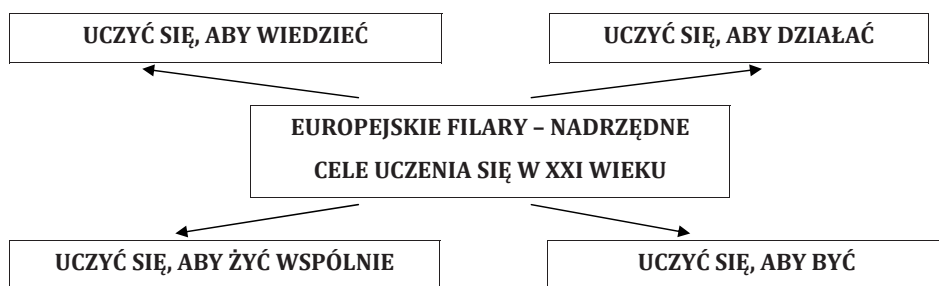 UCZYĆ SIĘ, ABY WIEDZIEĆ
UCZYĆ SIĘ, ABY DZIAŁAĆ
EUROPEJSKIE FILARY – NADRZĘDNE
CELE UCZENIA SIĘ W XXI WIEKU
UCZYĆ SIĘ, ABY ŻYĆ WSPÓLNIE
UCZYĆ SIĘ, ABY BYĆ